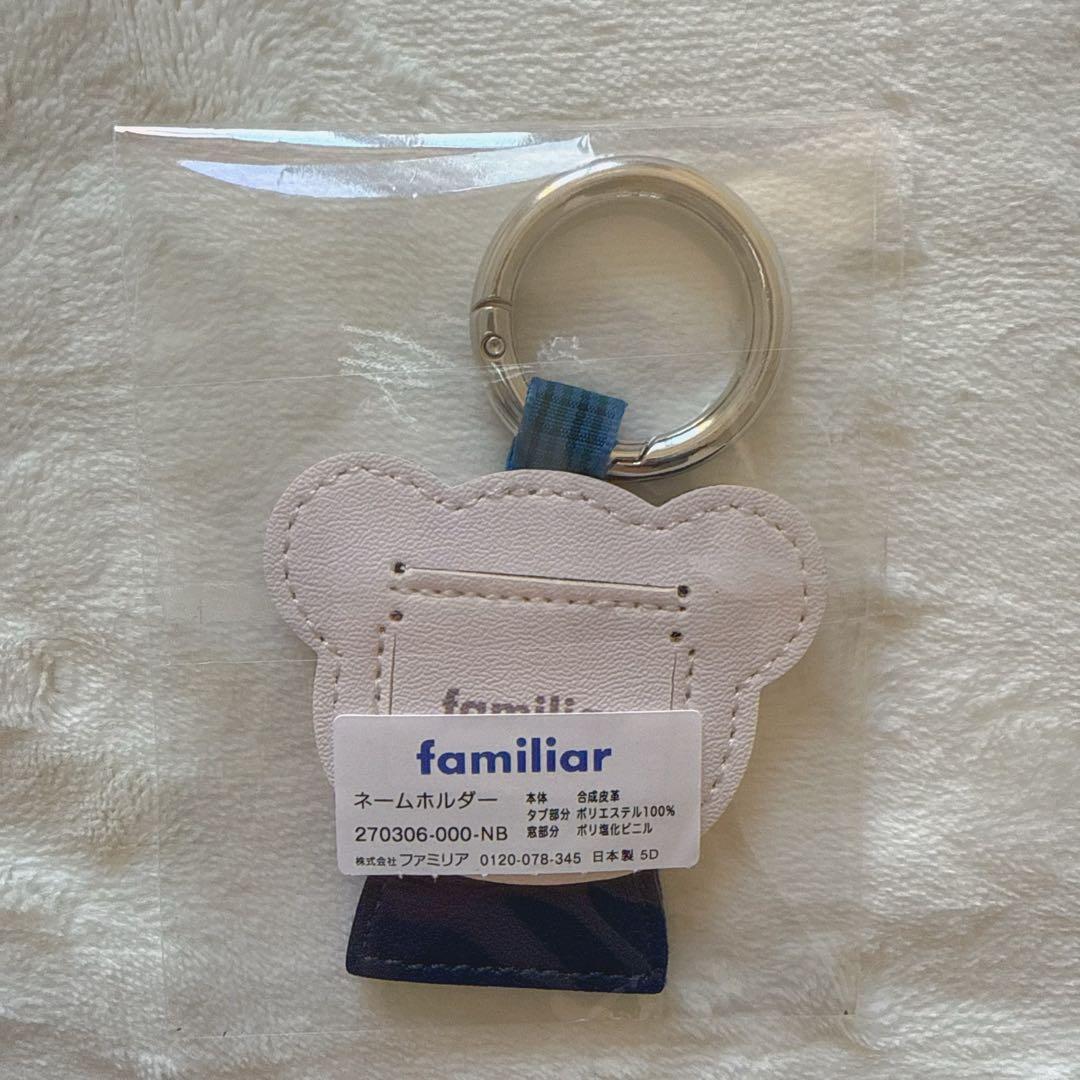 familia
familiar
ネームホルダー
本体 合成皮革
タブ部分 ポリエステル100%
270306-000-NB
窓部分 ポリ塩化ビニル
株式会社 ファミリア 0120-078-345 日本製 5D